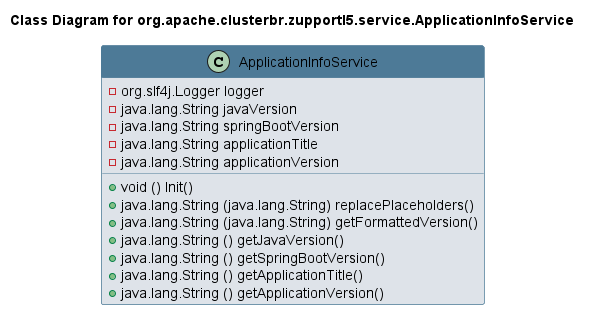 Class Diagram for org.apache.clusterbr.zupportl5.service.ApplicationInfoService
C ApplicationInfoService
org.slf4j.Logger logger
java.lang.String javaVersion
java.lang.String springBootVersion
java.lang.String applicationTitle
java.lang.String applicationVersion
void () Init()
java.lang.String (java.lang.String) replacePlaceholders()
java.lang.String (java.lang.String) getFormattedVersion()
java.lang.String () getJavaVersion()
java.lang.String () getSpringBootVersion()
java.lang.String () getApplicationTitle()
java.lang.String () getApplicationVersion()